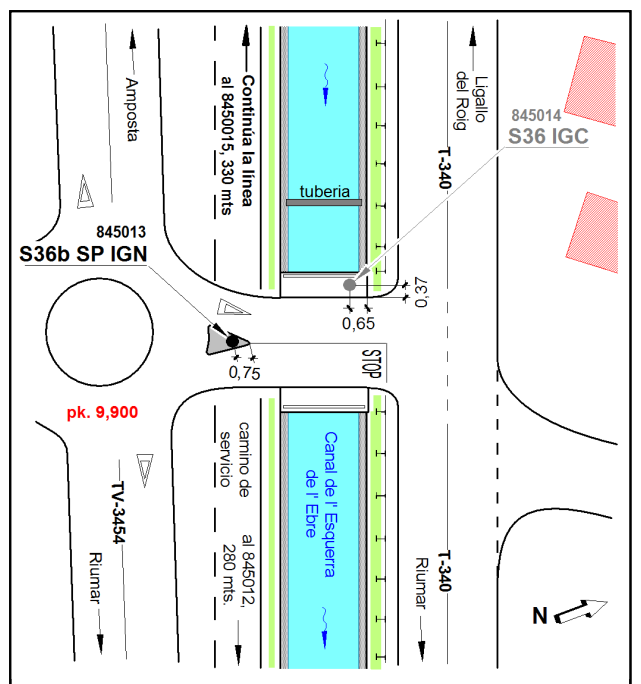 Amposta
Continúa la línea
al 8450015, 330 mts
tuberia
Ligallo
del Roig
845014
S36 IGC
T-340
845013
S36b SP IGN
0,37
0,65
0,75
STOP
pk. 9,900
TV-3454
Riumar
camino de
servicio
al 845012,
280 mts.
Canal de l' Esquerra
de l' Ebre
T-340
Riumar
N